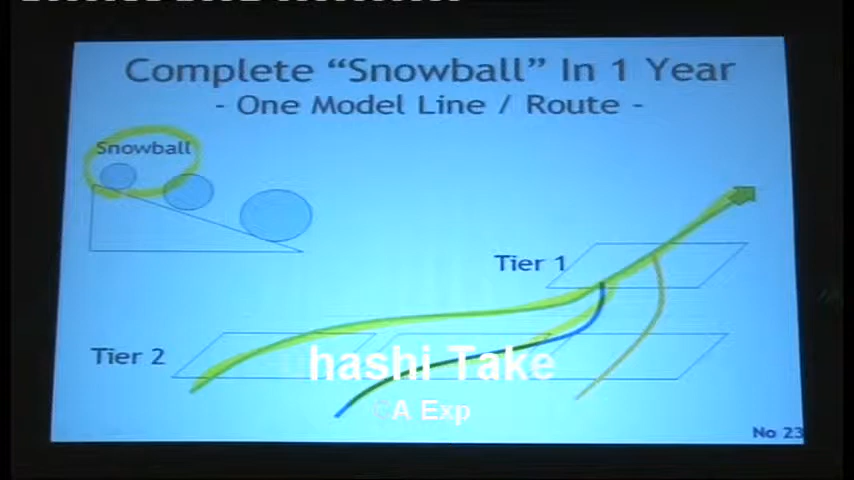 Complete “Snowball” In 1 Year
- One Model Line / Route -
Snowball
Tier 1
Tier 2
hashi Take
CA Exp
No 23